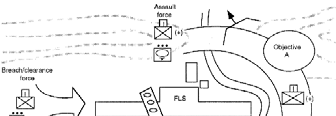 Assault
force
(+)
Objective
A
Breach/clearance
force
FLS
(+)